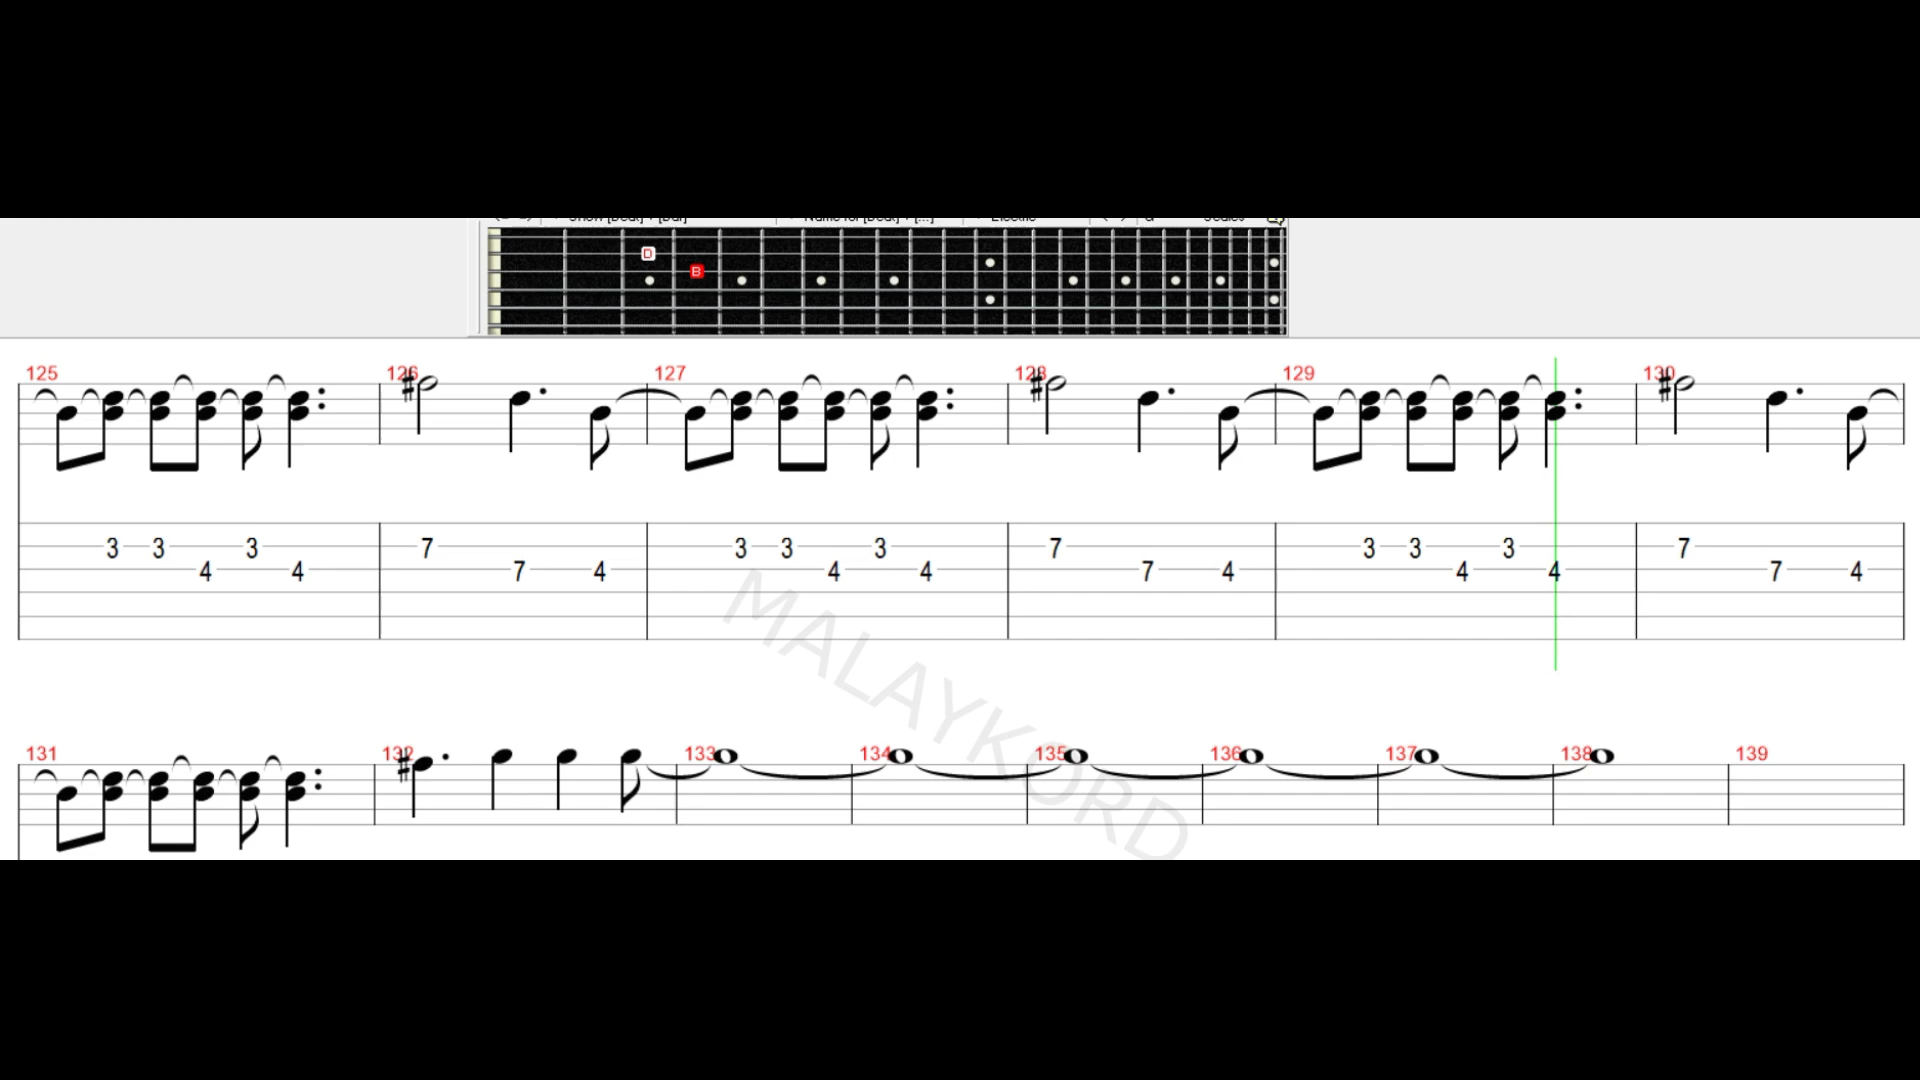 D
B
125 126 127 128 129 130
3 3 4 3 4 7 7 4 3 3 4 3 4 7 7 4 3 3 4 3 4 7 7 4
MALAYKORD
131 132 133 134 135 136 137 138 139